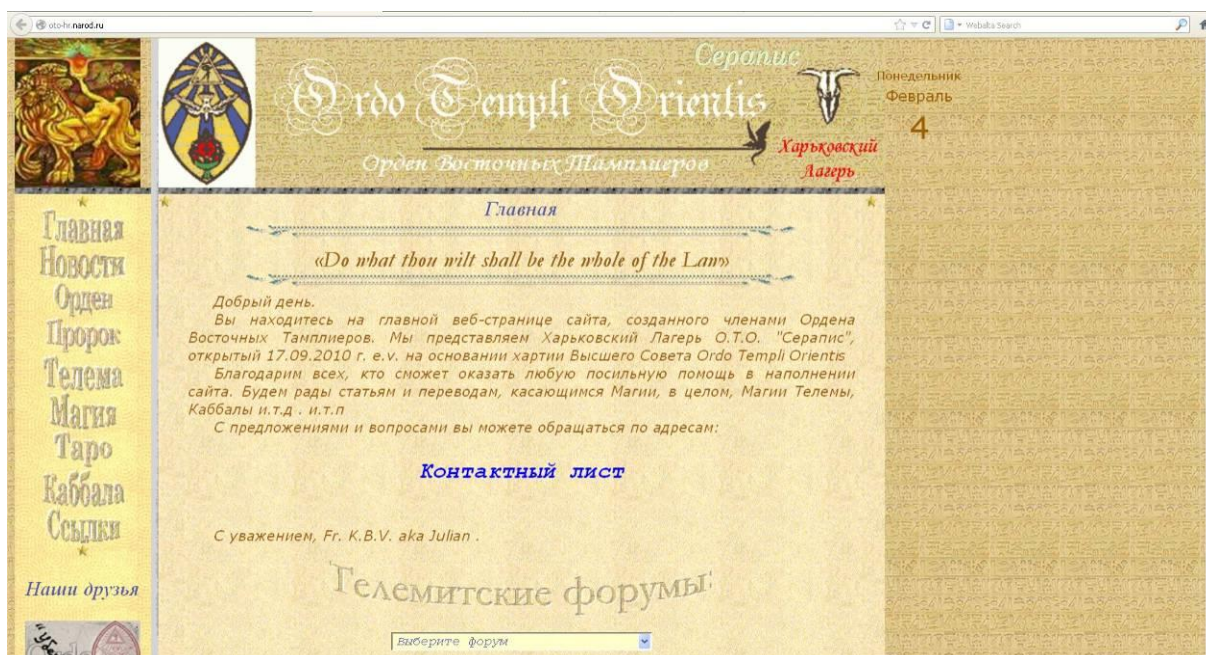 oto-hr.narod.ru
Webalta Search
Серапис
Ordo Templi Orientis
Орден Восточных Тамплиеров
Харьковский
Лагерь
Понедельник
Февраль
4
Главная
Новости
Орден
Пророк
Телема
Магия
Таро
Каббала
Ссылки
Наши друзья
Главная
«Do what thou wilt shall be the whole of the Law»
Добрый день.
Вы находитесь на главной веб-странице сайта, созданного членами Ордена
Восточных Тамплиеров. Мы представляем Харьковский Лагерь О.Т.О. "Серапис",
открытый 17.09.2010 г. e.v. на основании хартии Высшего Совета Ordo Templi Orientis
Благодарим всех, кто сможет оказать любую посильную помощь в наполнении
сайта. Будем рады статьям и переводам, касающимся Магии, в целом, Магии Телемы,
Каббалы и.т.д . и.т.п
С предложениями и вопросами вы можете обращаться по адресам:
Контактный лист
С уважением, Fr. K.B.V. aka Julian .
Телемитские форумы:
Выберите форум